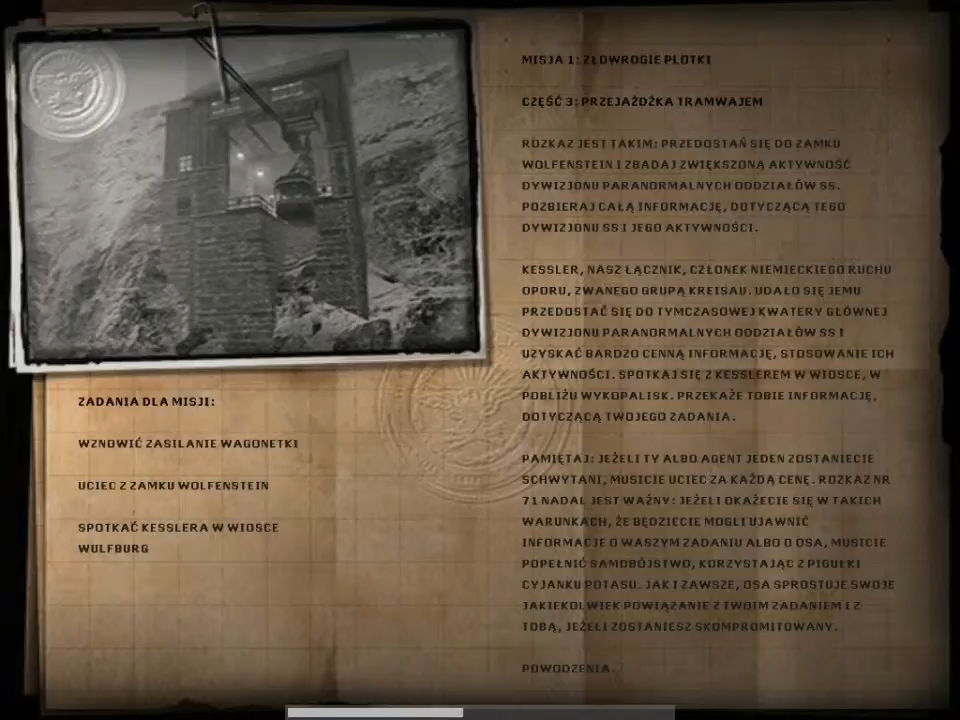 MISJA 1: ZŁOWROGIE PLOTKI
CZĘŚĆ 3: PRZEJAŻDŻKA TRAMWAJEM
ROZKAZ JEST TAKIM: PRZEDOSTAŃ SIĘ DO ZAMKU
WOLFENSTEIN I ZBADAJ ZWIĘKSZONĄ AKTYWNOŚĆ
DYWIZJONU PARANORMALNYCH ODDZIAŁÓW SS.
POZBIERAJ CAŁĄ INFORMACJĘ, DOTYCZĄCĄ TEGO
DYWIZJONU SS I JEGO AKTYWNOŚCI.
KESSLER, NASZ ŁĄCZNIK, CZŁONEK NIEMIECKIEGO RUCHU
OPORU, ZWANEGO GRUPĄ KREISAU. UDAŁO SIĘ JEMU
PRZEDOSTAĆ SIĘ DO TYMCZASOWEJ KWATERY GŁÓWNEJ
DYWIZJONU PARANORMALNYCH ODDZIAŁÓW SS I
UZYSKAĆ BARDZO CENNĄ INFORMACJĘ, STOSOWANIE ICH
AKTYWNOŚCI. SPOTKAJ SIĘ Z KESSLEREM W WIOSCE, W
POBLIŻU WYKOPALISK. PRZEKAŻE TOBIE INFORMACJĘ,
DOTYCZĄCĄ TWOJEGO ZADANIA.
PAMIĘTAJ: JEŻELI TY ALBO AGENT JEDEN ZOSTANIECIE
SCHWYTANI, MUSICIE UCIEC ZA KAŻDĄ CENĘ. ROZKAZ NR
71 NADAL JEST WAŻNY: JEŻELI OKAŻECIE SIĘ W TAKICH
WARUNKACH, ŻE BĘDZIECIE MOGLI UJAWNIĆ
INFORMACJE O WASZYM ZADANIU ALBO O OSA, MUSICIE
POPEŁNIĆ SAMOBÓJSTWO, KORZYSTAJĄC Z PIGUŁKI
CYJANKU POTASU. JAK I ZAWSZE, OSA SPROSTUJE SWOJE
JAKIEKOLWIEK POWIĄZANIE Z TWOIM ZADANIEM I Z
TOBĄ, JEŻELI ZOSTANIESZ SKOMPROMITOWANY.
POWODZENIA.
ZADANIA DLA MISJI:
WZNOWIĆ ZASILANIE WAGONETKI
UCIEC Z ZAMKU WOLFENSTEIN
SPOTKAĆ KESSLERA W WIOSCE
WULFBURG